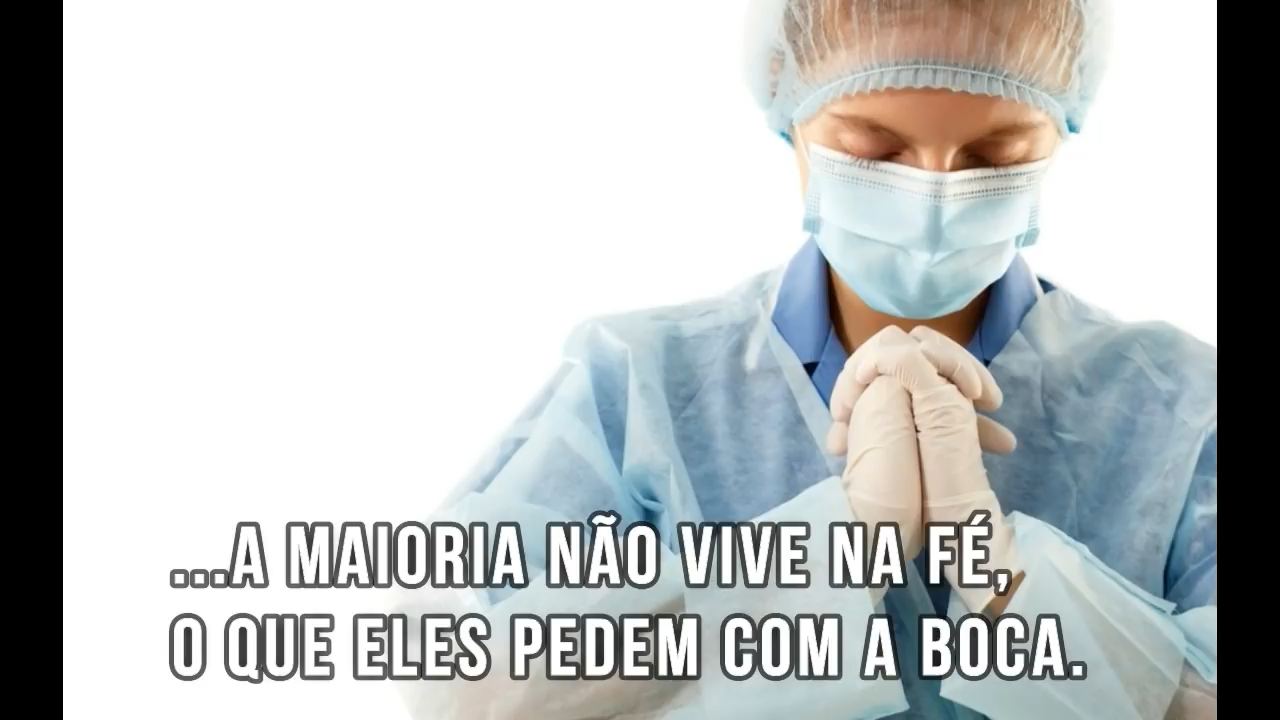 ...A MAIORIA NÃO VIVE NA FÉ,
O QUE ELES PEDEM COM A BOCA.